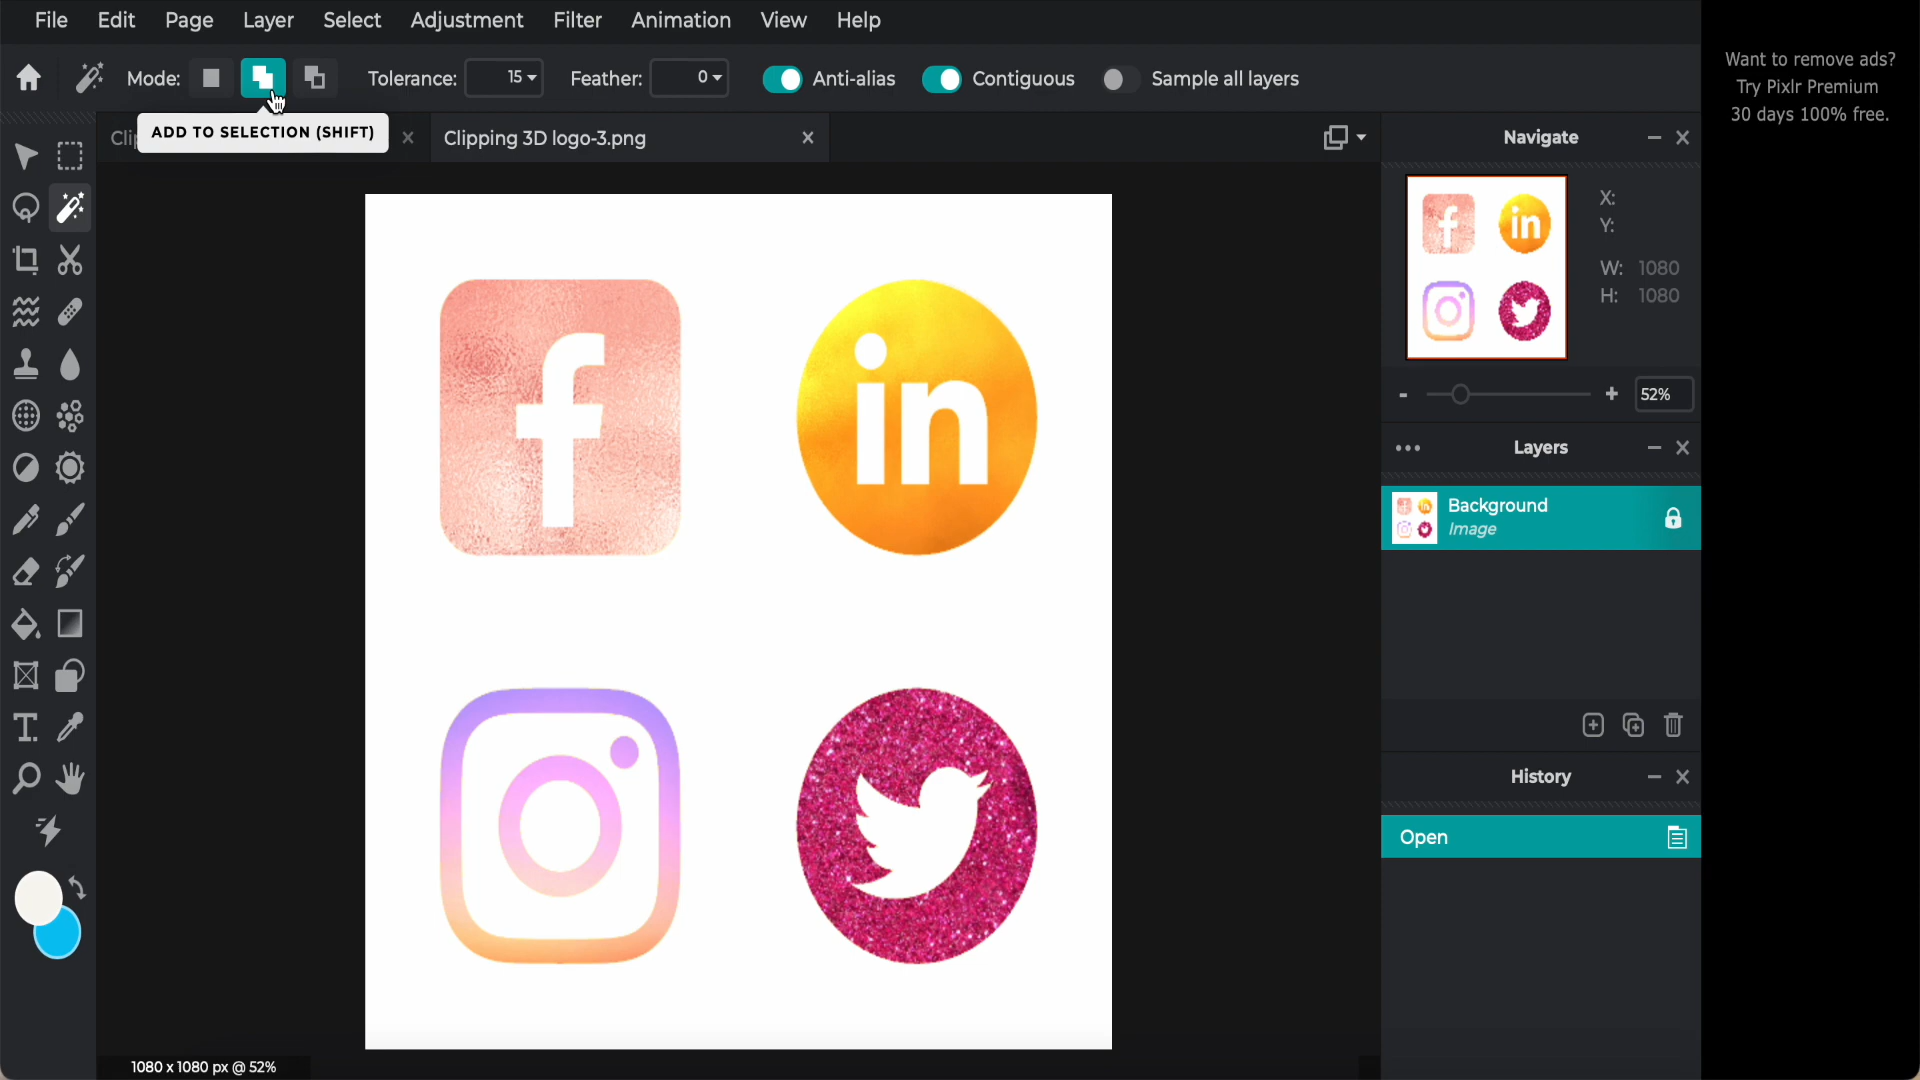 File Edit Page Layer Select Adjustment Filter Animation View Help
Mode: Tolerance: 15 Feather: 0 Anti-alias Contiguous Sample all layers
Want to remove ads?
Try Pixlr Premium
30 days 100% free.
ADD TO SELECTION (SHIFT)
Clipping 3D logo-3.png
Navigate
X:
Y:
W: 1080
H: 1080
52%
Layers
Background
Image
History
Open
f
in
1080 x 1080 px @ 52%